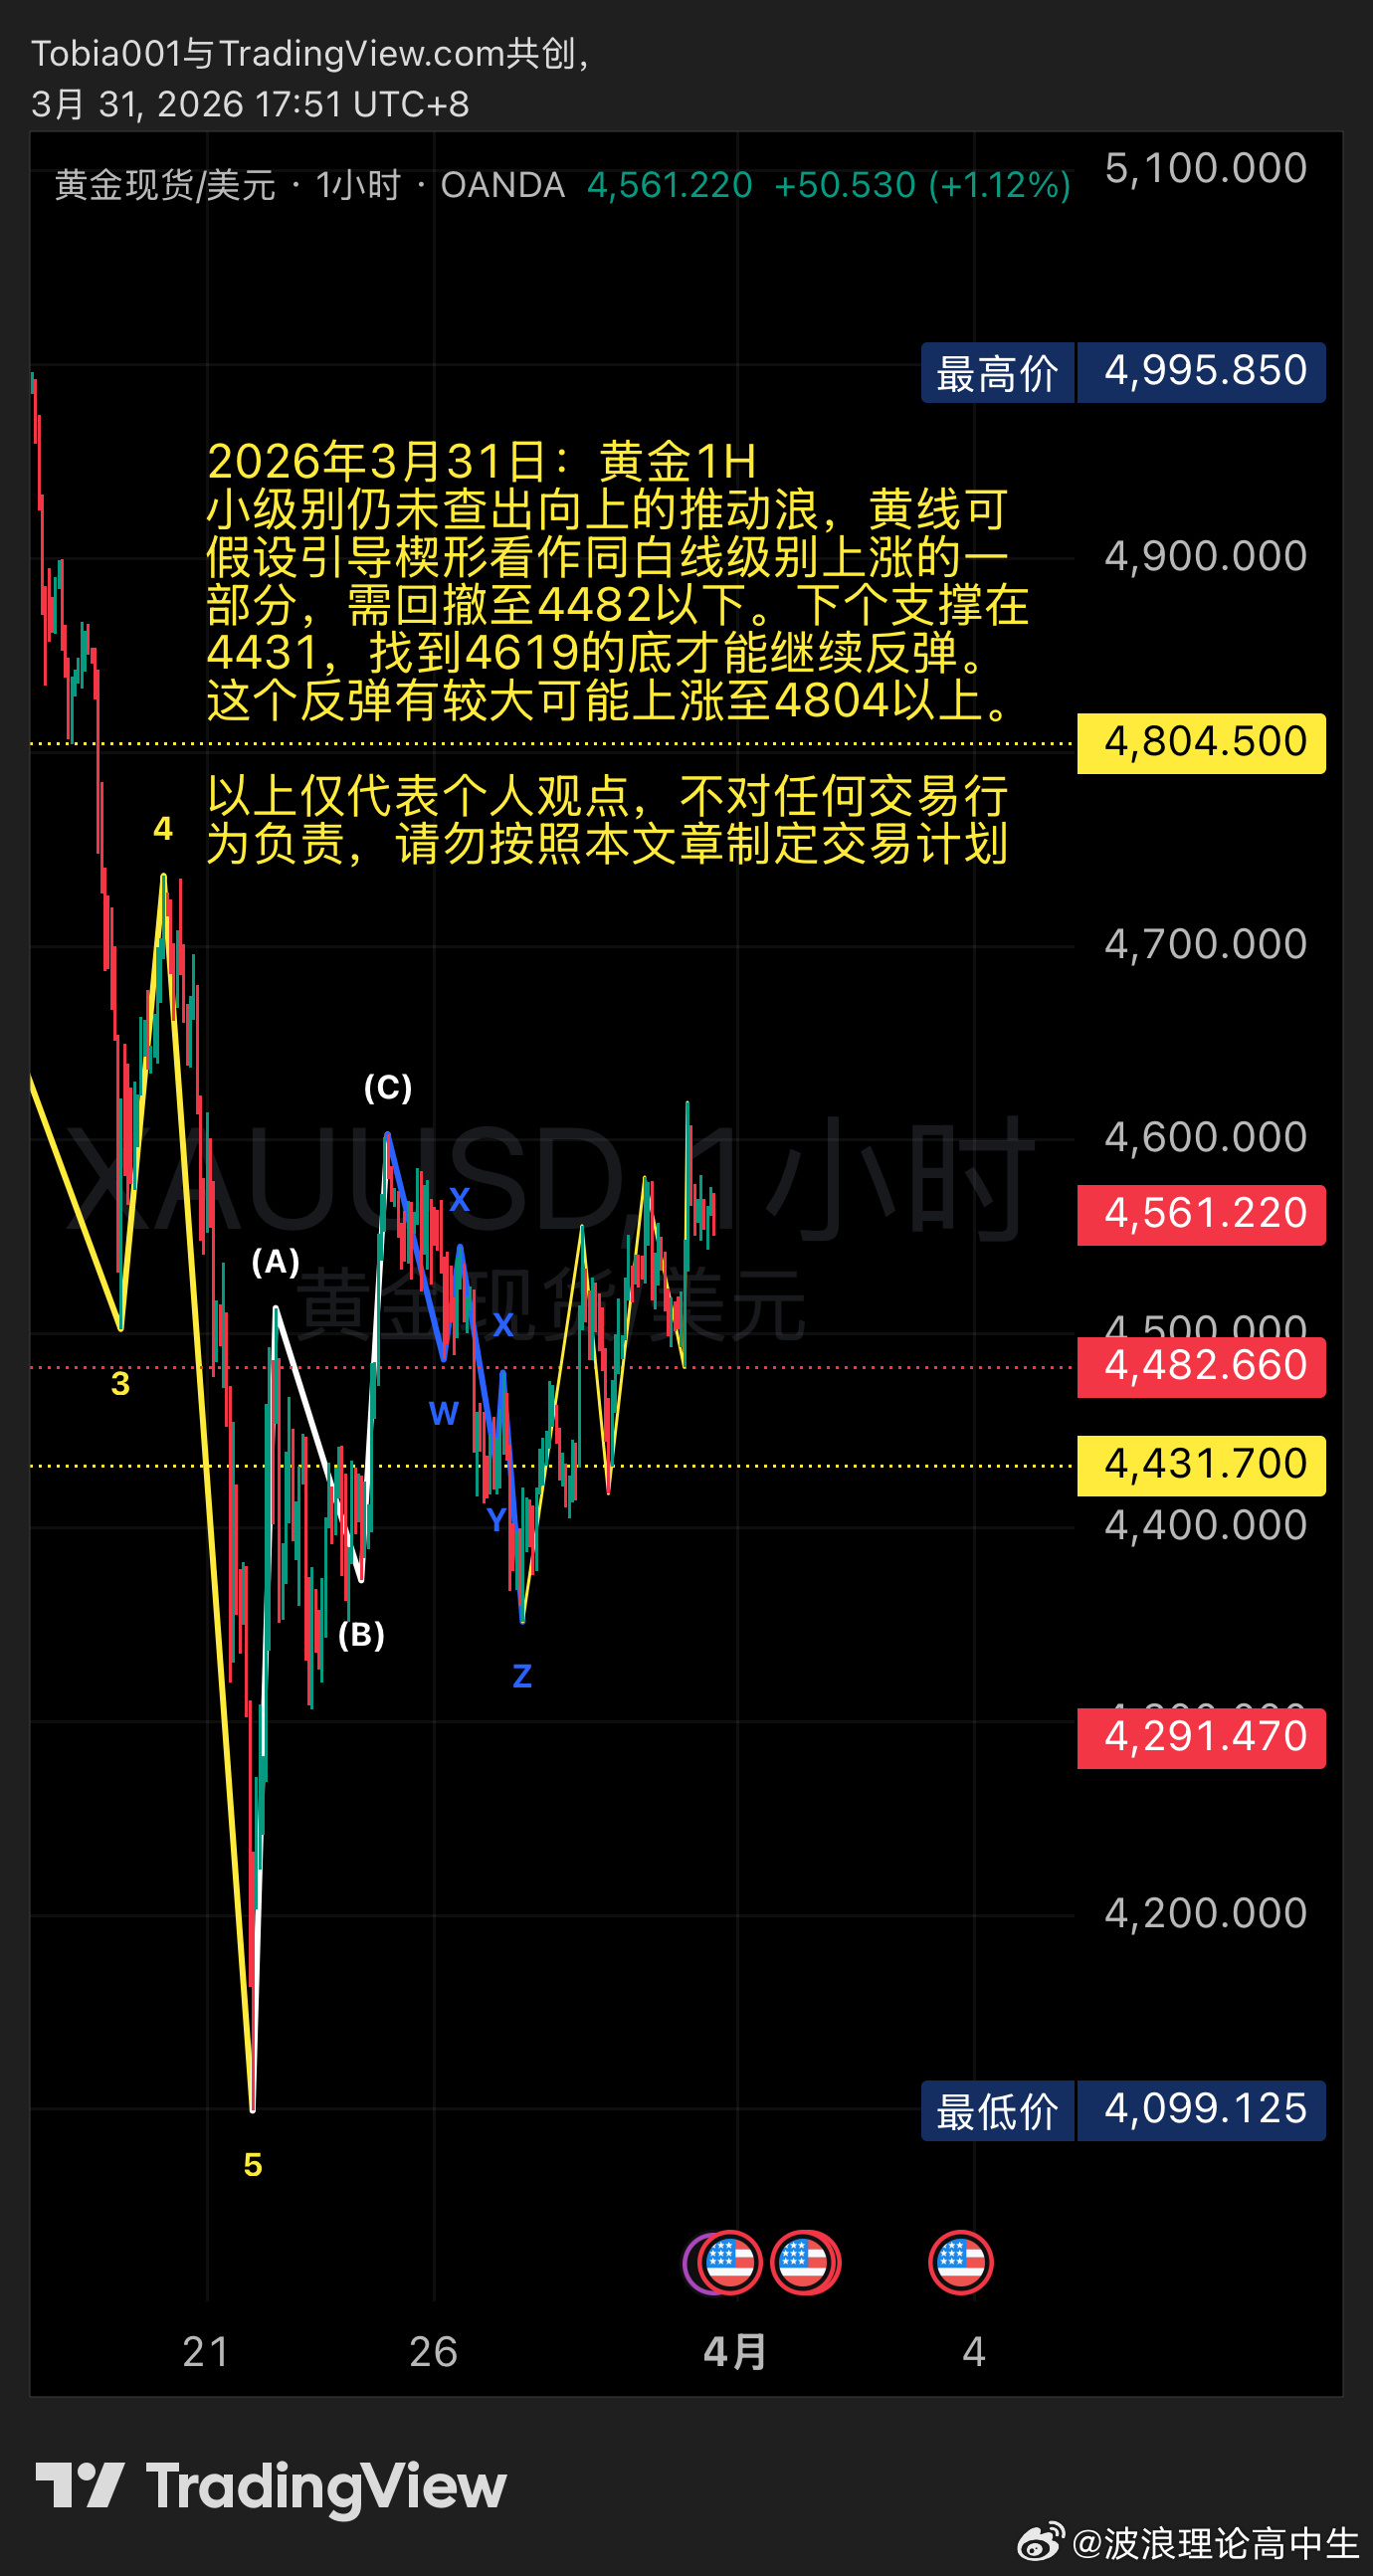 Tobia001与TradingView.com共创，
3月 31, 2026 17:51 UTC+8
黄金现货/美元 · 1小时 · OANDA 4,561.220 +50.530 (+1.12%)
5,100.000
最高价 4,995.850
2026年3月31日：黄金1H
小级别仍未查出向上的推动浪，黄线可
假设引导楔形看作同白线级别上涨的一
部分，需回撤至4482以下。下个支撑在
4431，找到4619的底才能继续反弹。
这个反弹有较大可能上涨至4804以上。
4,900.000
4,804.500
以上仅代表个人观点，不对任何交易行
为负责，请勿按照本文章制定交易计划
4
4,700.000
(C)
XAUUSD, 1小时
4,600.000
X
4,561.220
(A)
黄金现货/美元
X
4,500.000
4,482.660
3
W
4,431.700
Y
4,400.000
(B)
Z
4,291.470
4,200.000
最低价 4,099.125
5
21
26
4月
4
TradingView
@波浪理论高中生